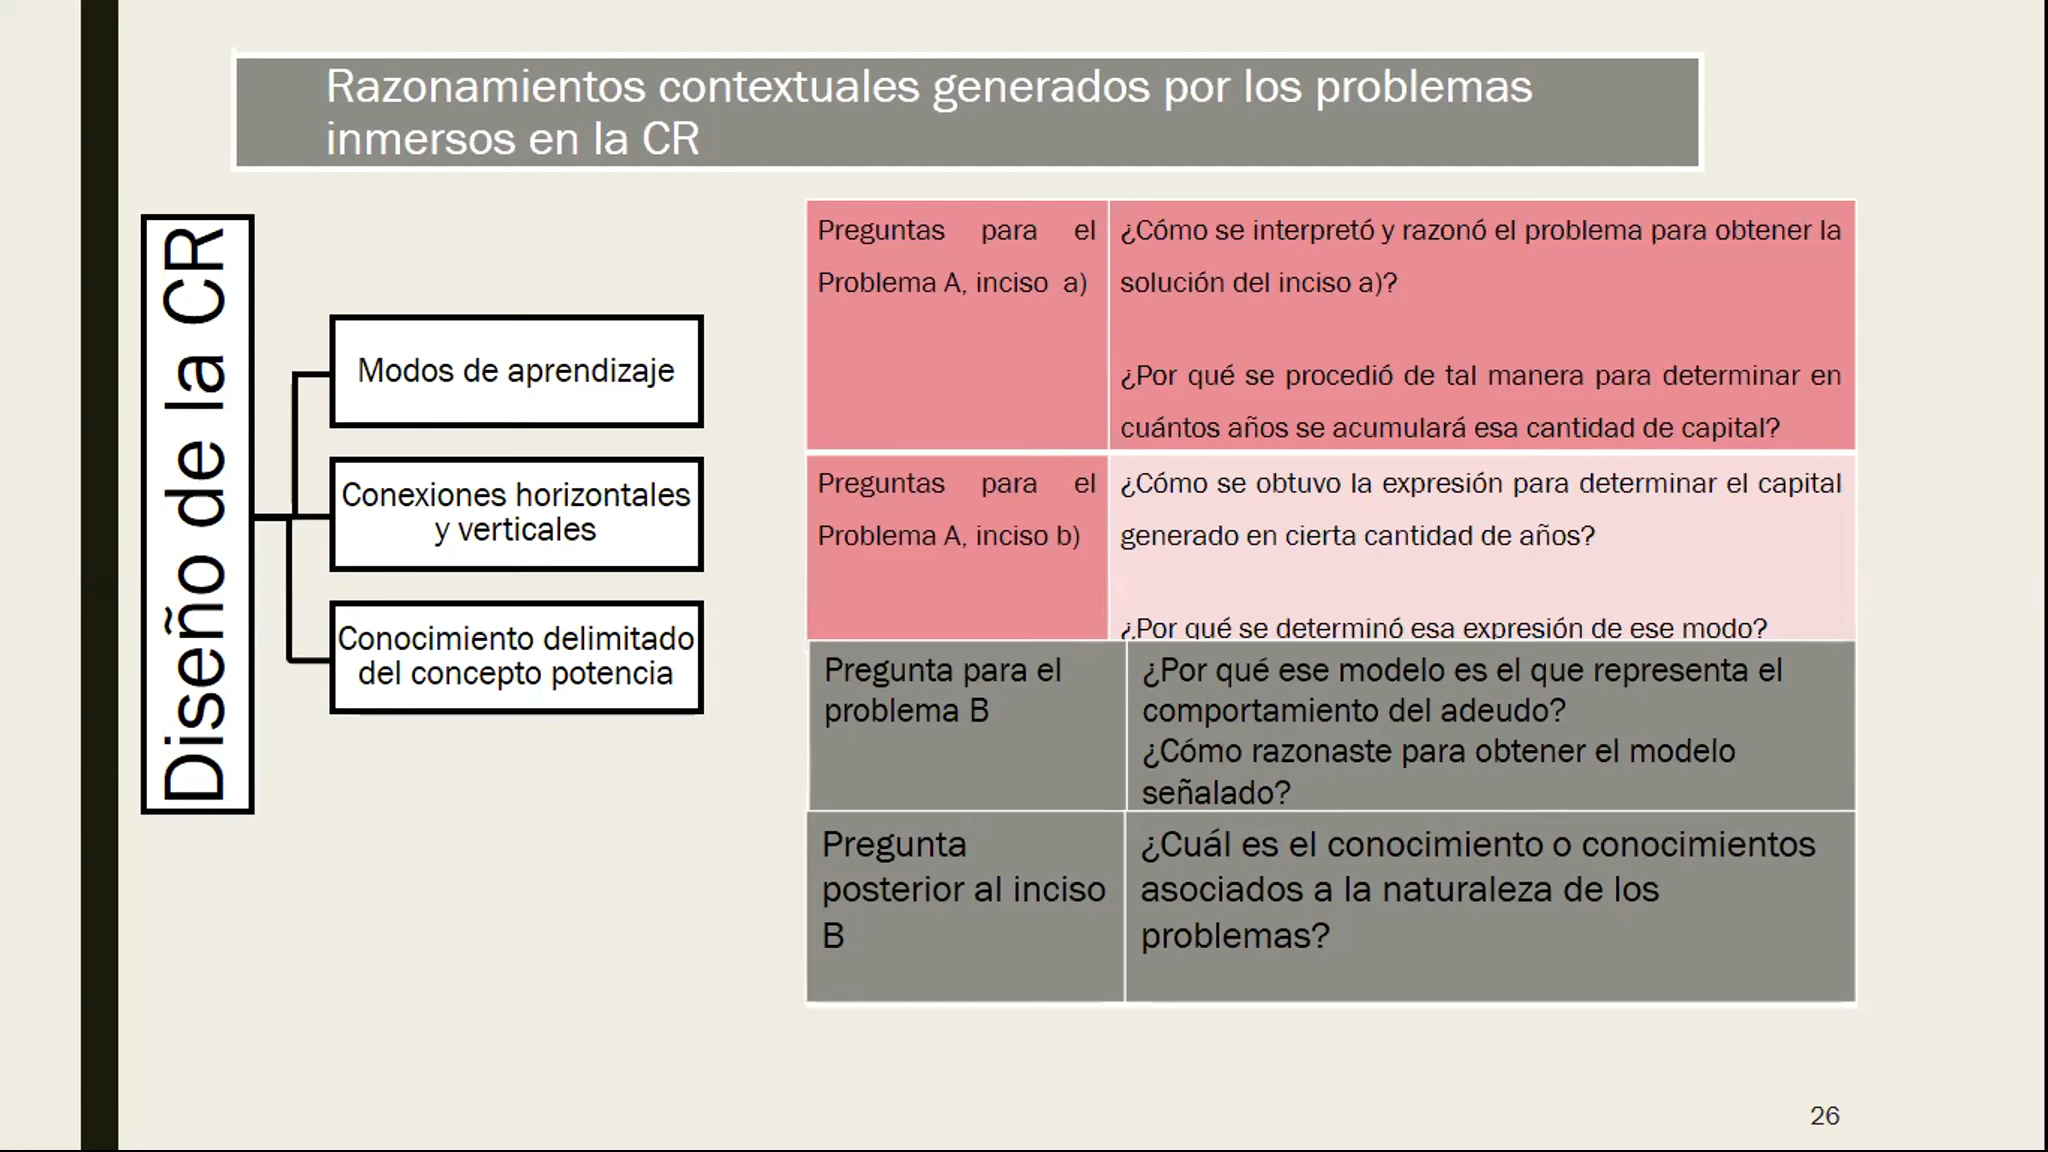 Razonamientos contextuales generados por los problemas
inmersos en la CR
Diseño de la CR
Modos de aprendizaje
Conexiones horizontales
y verticales
Conocimiento delimitado
del concepto potencia
Preguntas para el
Problema A, inciso a)
¿Cómo se interpretó y razonó el problema para obtener la
solución del inciso a)?
¿Por qué se procedió de tal manera para determinar en
cuántos años se acumulará esa cantidad de capital?
Preguntas para el
Problema A, inciso b)
¿Cómo se obtuvo la expresión para determinar el capital
generado en cierta cantidad de años?
¿Por qué se determinó esa expresión de ese modo?
Pregunta para el
problema B
¿Por qué ese modelo es el que representa el
comportamiento del adeudo?
¿Cómo razonaste para obtener el modelo
señalado?
Pregunta
posterior al inciso
B
¿Cuál es el conocimiento o conocimientos
asociados a la naturaleza de los
problemas?
26